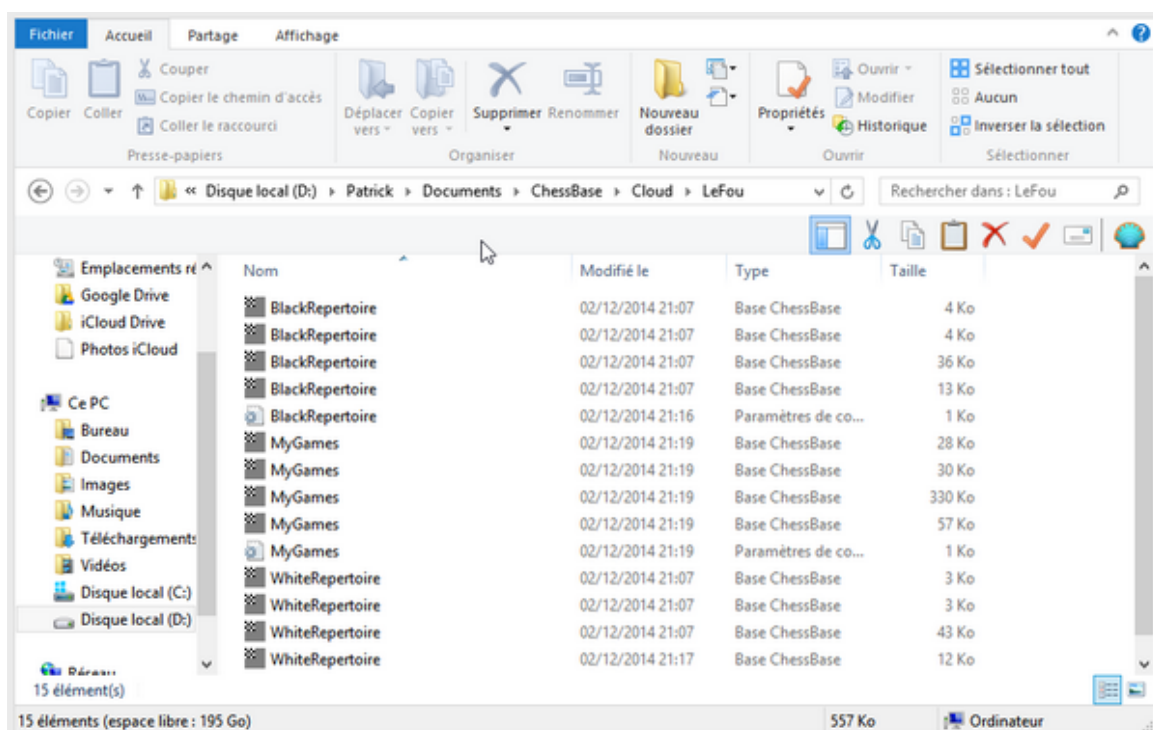 Fichier Accueil Partage Affichage
Copier Coller Couper
Copier le chemin d'accès
Coller le raccourci
Déplacer vers Copier vers Supprimer Renommer
Nouveau dossier
Propriétés Ouvrir
Modifier
Historique
Sélectionner tout
Aucun
Inverser la sélection
Presse-papiers Organiser Nouveau Ouvrir Sélectionner
« Disque local (D:) Patrick Documents ChessBase Cloud LeFou Rechercher dans : LeFou
Emplacements ré
Google Drive
iCloud Drive
Photos iCloud
Ce PC
Bureau
Documents
Images
Musique
Téléchargements
Vidéos
Disque local (C:)
Disque local (D:)
Réseau
Nom Modifié le Type Taille
BlackRepertoire 02/12/2014 21:07 Base ChessBase 4 Ko
BlackRepertoire 02/12/2014 21:07 Base ChessBase 4 Ko
BlackRepertoire 02/12/2014 21:07 Base ChessBase 36 Ko
BlackRepertoire 02/12/2014 21:07 Base ChessBase 13 Ko
BlackRepertoire 02/12/2014 21:16 Paramètres de co... 1 Ko
MyGames 02/12/2014 21:19 Base ChessBase 28 Ko
MyGames 02/12/2014 21:19 Base ChessBase 30 Ko
MyGames 02/12/2014 21:19 Base ChessBase 330 Ko
MyGames 02/12/2014 21:19 Base ChessBase 57 Ko
MyGames 02/12/2014 21:19 Paramètres de co... 1 Ko
WhiteRepertoire 02/12/2014 21:07 Base ChessBase 3 Ko
WhiteRepertoire 02/12/2014 21:07 Base ChessBase 3 Ko
WhiteRepertoire 02/12/2014 21:07 Base ChessBase 43 Ko
WhiteRepertoire 02/12/2014 21:17 Base ChessBase 12 Ko
15 élément(s)
15 éléments (espace libre : 195 Go) 557 Ko Ordinateur